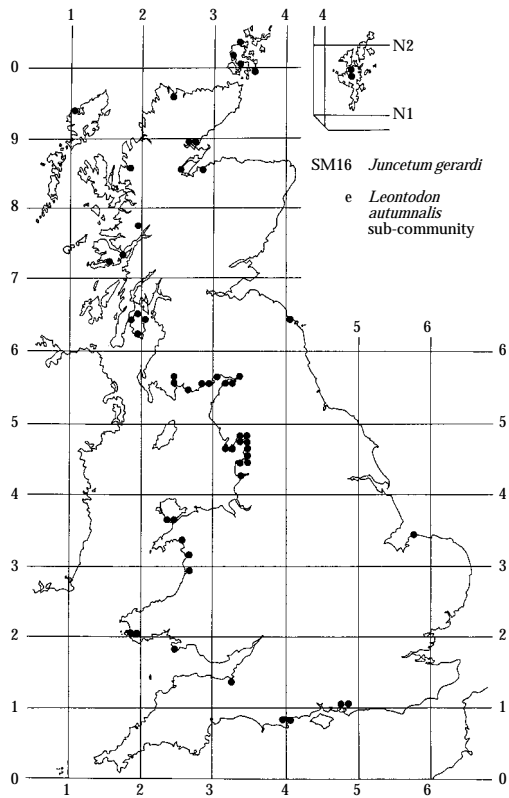 1 2 3 4 4
N2
0
N1
9
SM16 Juncetum gerardi
e Leontodon
autumnalis
sub-community
8
7
5 6
6 6
5 5
4 4
3 3
2 2
1 1
0 0
1 2 3 4 5 6